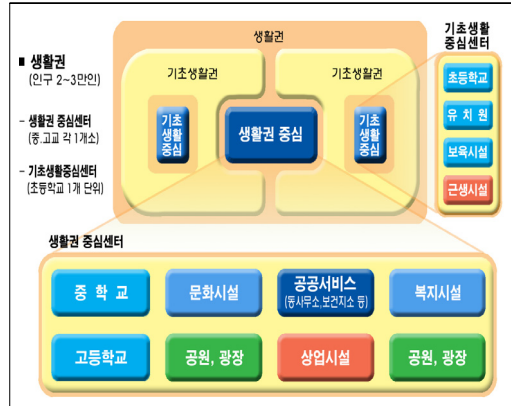 ■ 생활권
(인구 2~3만인)
- 생활권 중심센터
(중.고교 각 1개소)
- 기초생활중심센터
(초등학교 1개 단위)
생활권
기초생활권
기초생활권
기초
생활
중심
생활권 중심
기초
생활
중심
기초생활
중심센터
초등학교
유 치 원
보육시설
근생시설
생활권 중심센터
중 학 교
문화시설
공공서비스
(동사무소,보건지소 등)
복지시설
고등학교
공원, 광장
상업시설
공원, 광장